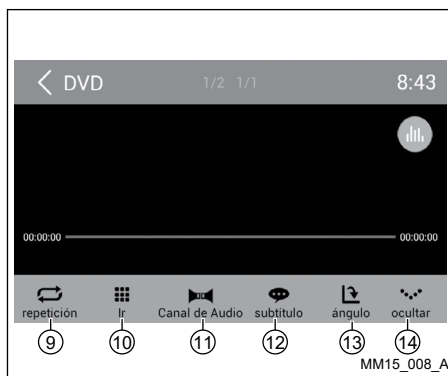 DVD 1/2 1/1 8:43
00:00:00 00:00:00
repetición Ir Canal de Audio subtítulo ángulo ocultar
9 10 11 12 13 14
MM15_008_A